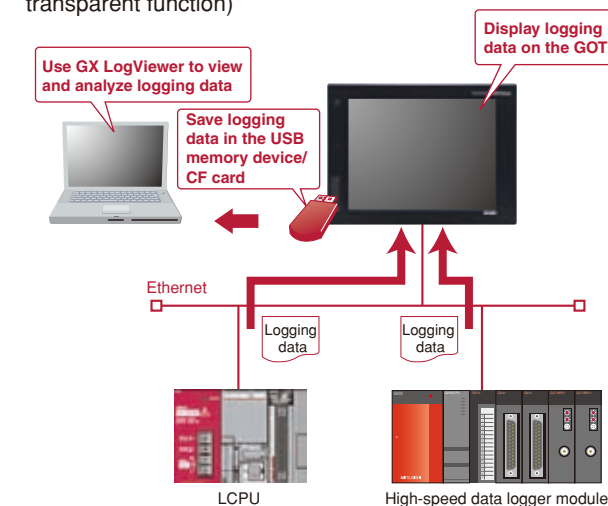 transparent function)
Display logging
data on the GOT
Use GX LogViewer to view
and analyze logging data
Save logging
data in the USB
memory device/
CF card
Ethernet
Logging
data
Logging
data
LCPU
High-speed data logger module